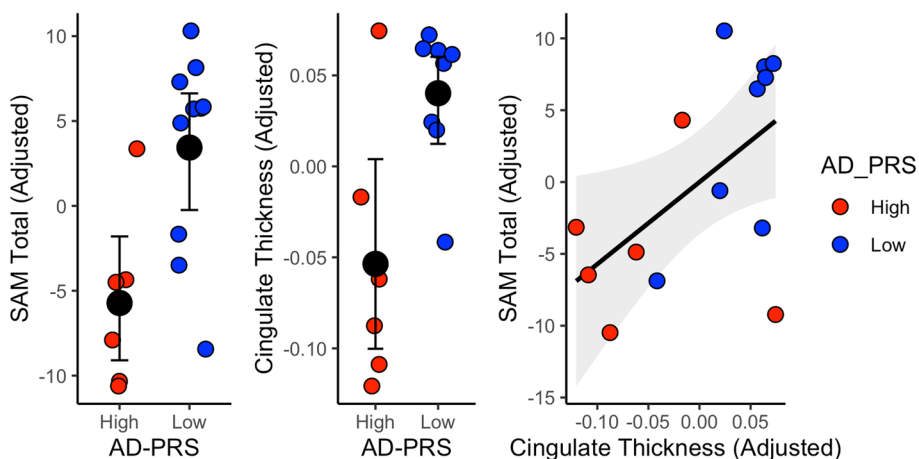 SAM Total (Adjusted)
10
5
0
-5
-10
High Low
AD-PRS
Cingulate Thickness (Adjusted)
0.05
0.00
-0.05
-0.10
High Low
AD-PRS
SAM Total (Adjusted)
10
5
0
-5
-10
-15
-0.10 -0.05 0.00 0.05
Cingulate Thickness (Adjusted)
AD_PRS
High
Low